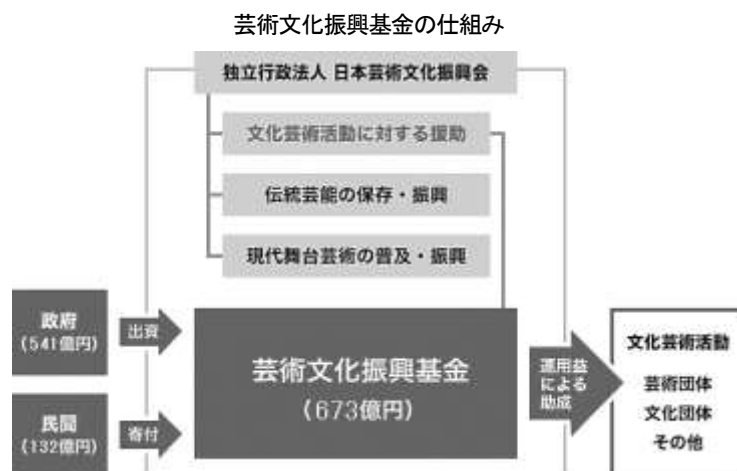 芸術文化振興基金の仕組み
独立行政法人 日本芸術文化振興会
文化芸術活動に対する援助
伝統芸能の保存・振興
現代舞台芸術の普及・振興
政府
(541億円)
出資
民間
(132億円)
寄付
芸術文化振興基金
(673億円)
運用益
による
助成
文化芸術活動
芸術団体
文化団体
その他